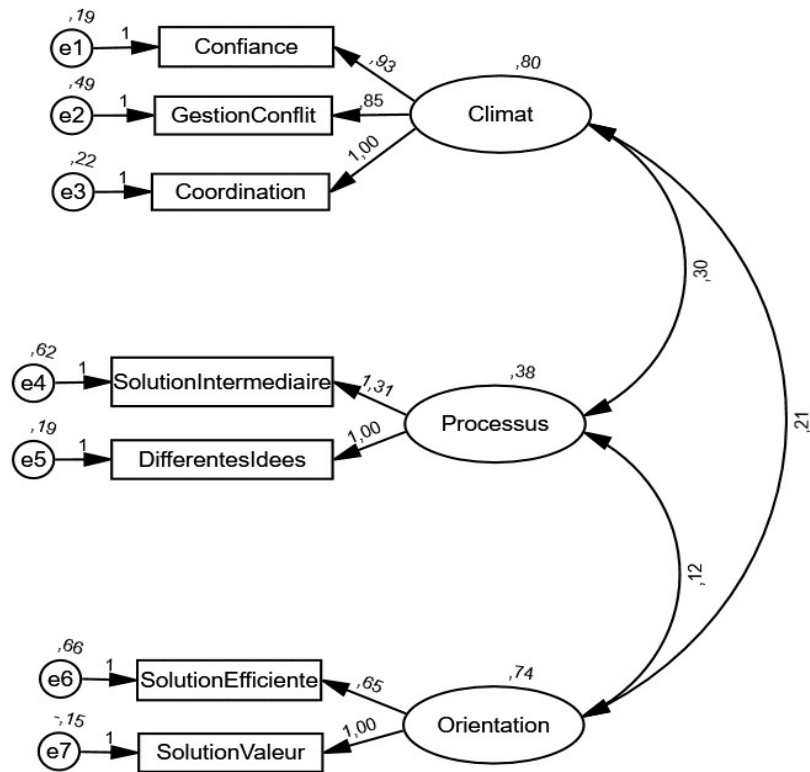 ,19
e1
1
Confiance
,93
,80
Climat
,49
e2
1
GestionConflit
,85
,22
e3
1
Coordination
1,00
,30
,21
,62
e4
1
SolutionIntermediaire
1,31
,38
Processus
,19
e5
1
DifferentesIdees
1,00
,12
,66
e6
1
SolutionEfficiente
,65
,74
Orientation
-,15
e7
1
SolutionValeur
1,00